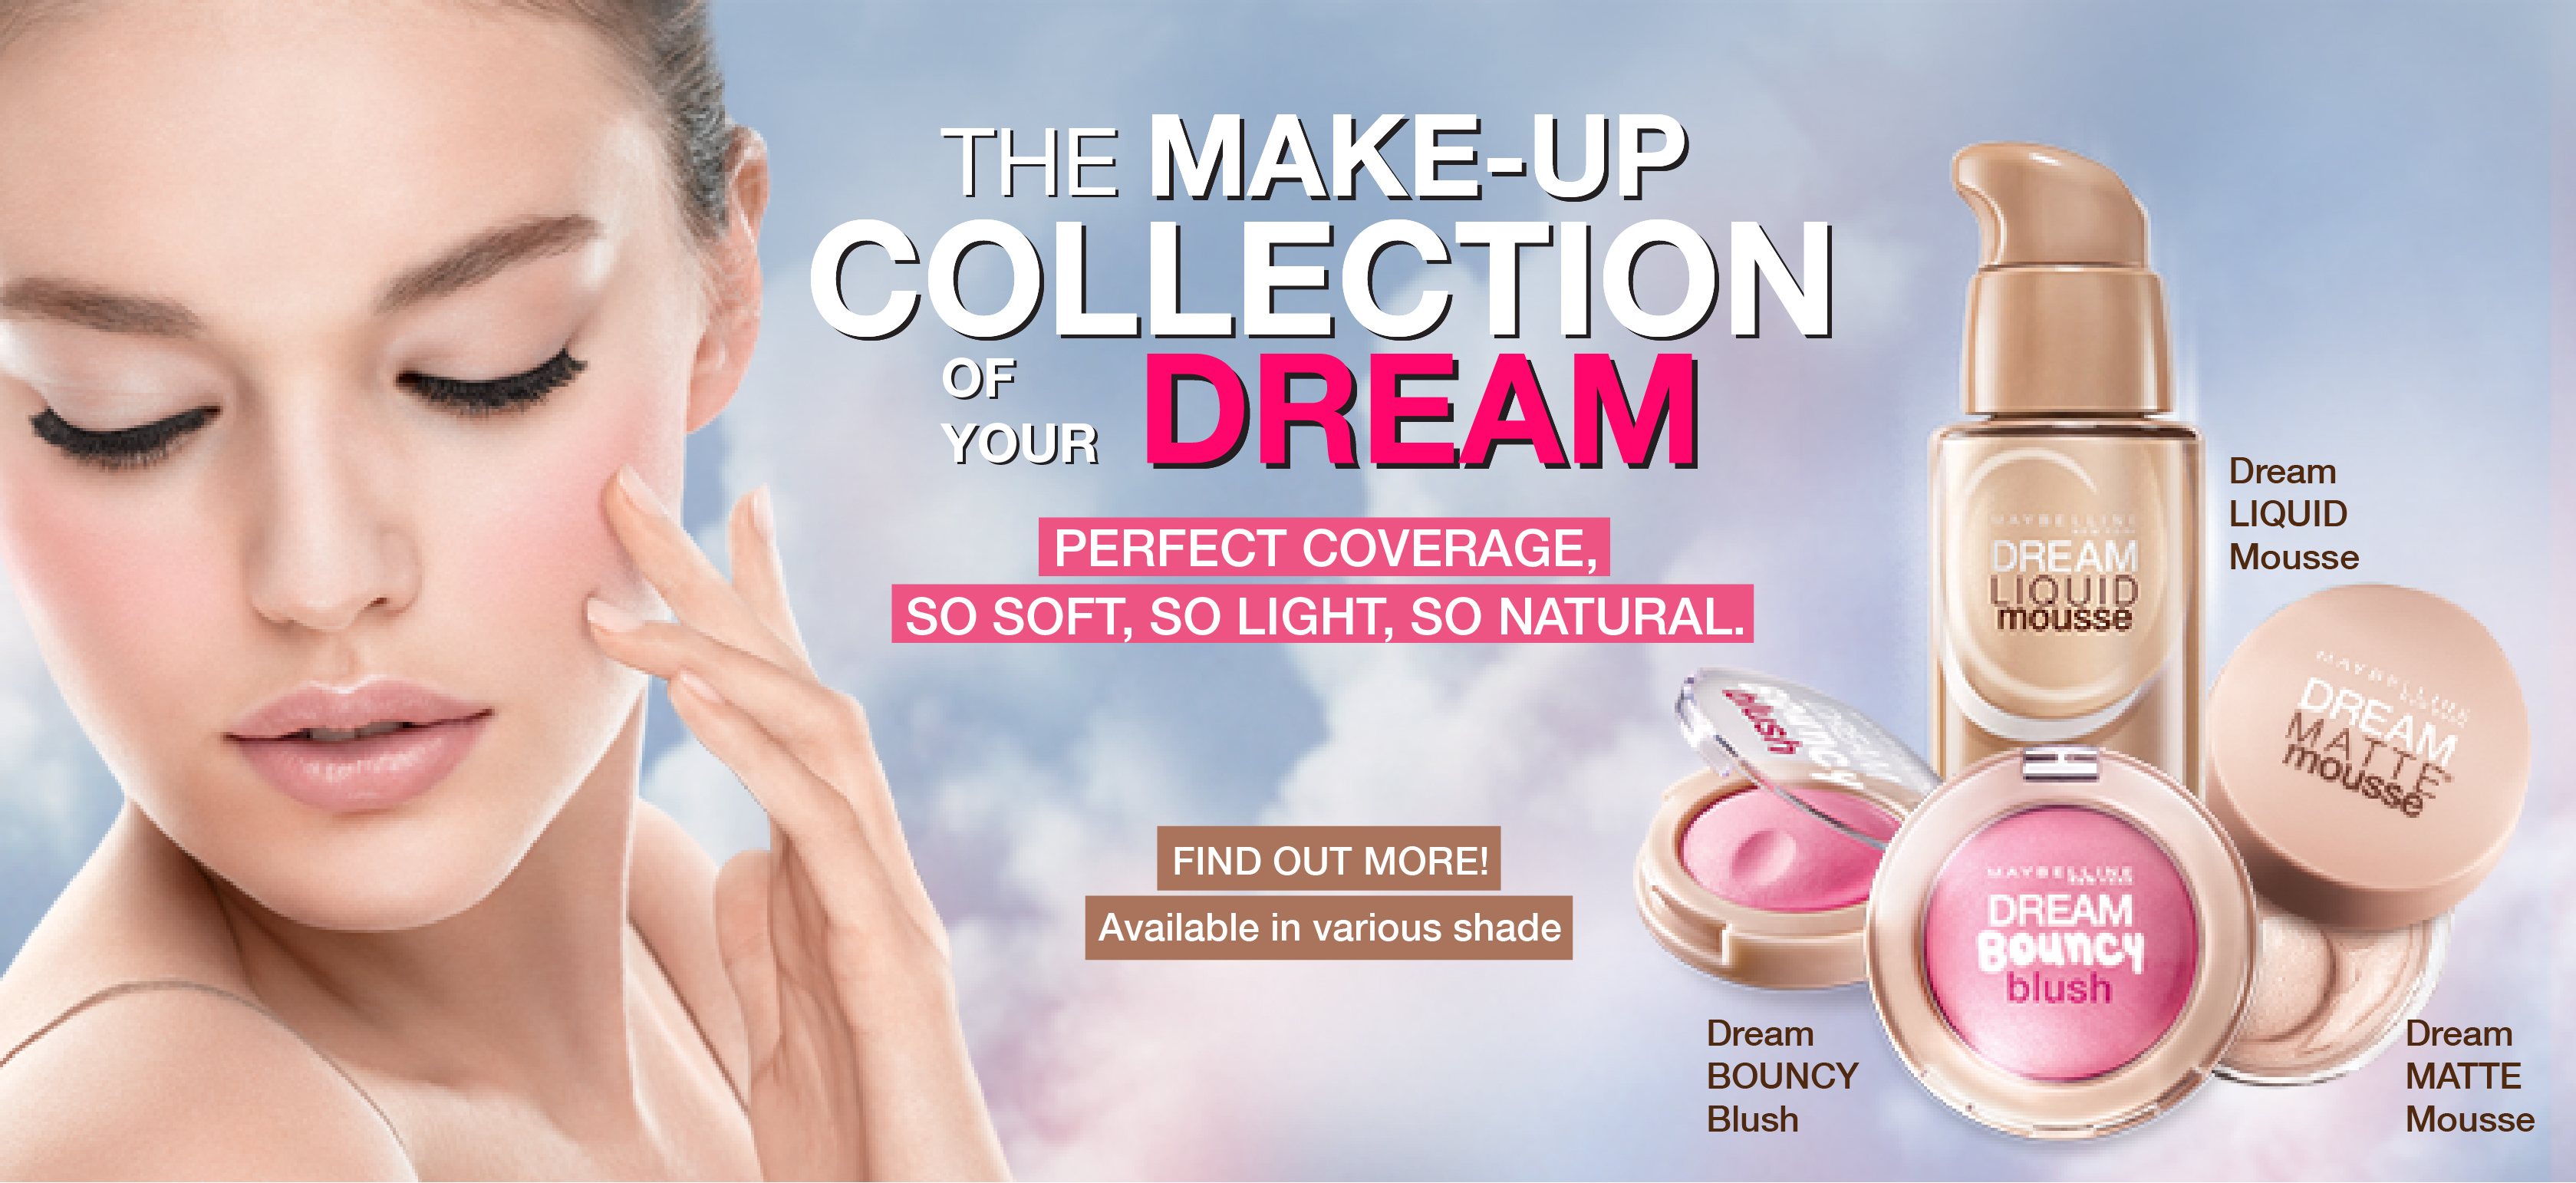 THE MAKE-UP
COLLECTION
OF
YOUR DREAM
PERFECT COVERAGE,
SO SOFT, SO LIGHT, SO NATURAL.
FIND OUT MORE!
Available in various shade
Dream
LIQUID
Mousse
MAYBELLINE
DREAM
LIQUID
mousse
MAYBELLINE
DREAM
MATTE
mousse
BOUNCY
blush
MAYBELLINE
DREAM
Bouncy
blush
Dream
BOUNCY
Blush
Dream
MATTE
Mousse